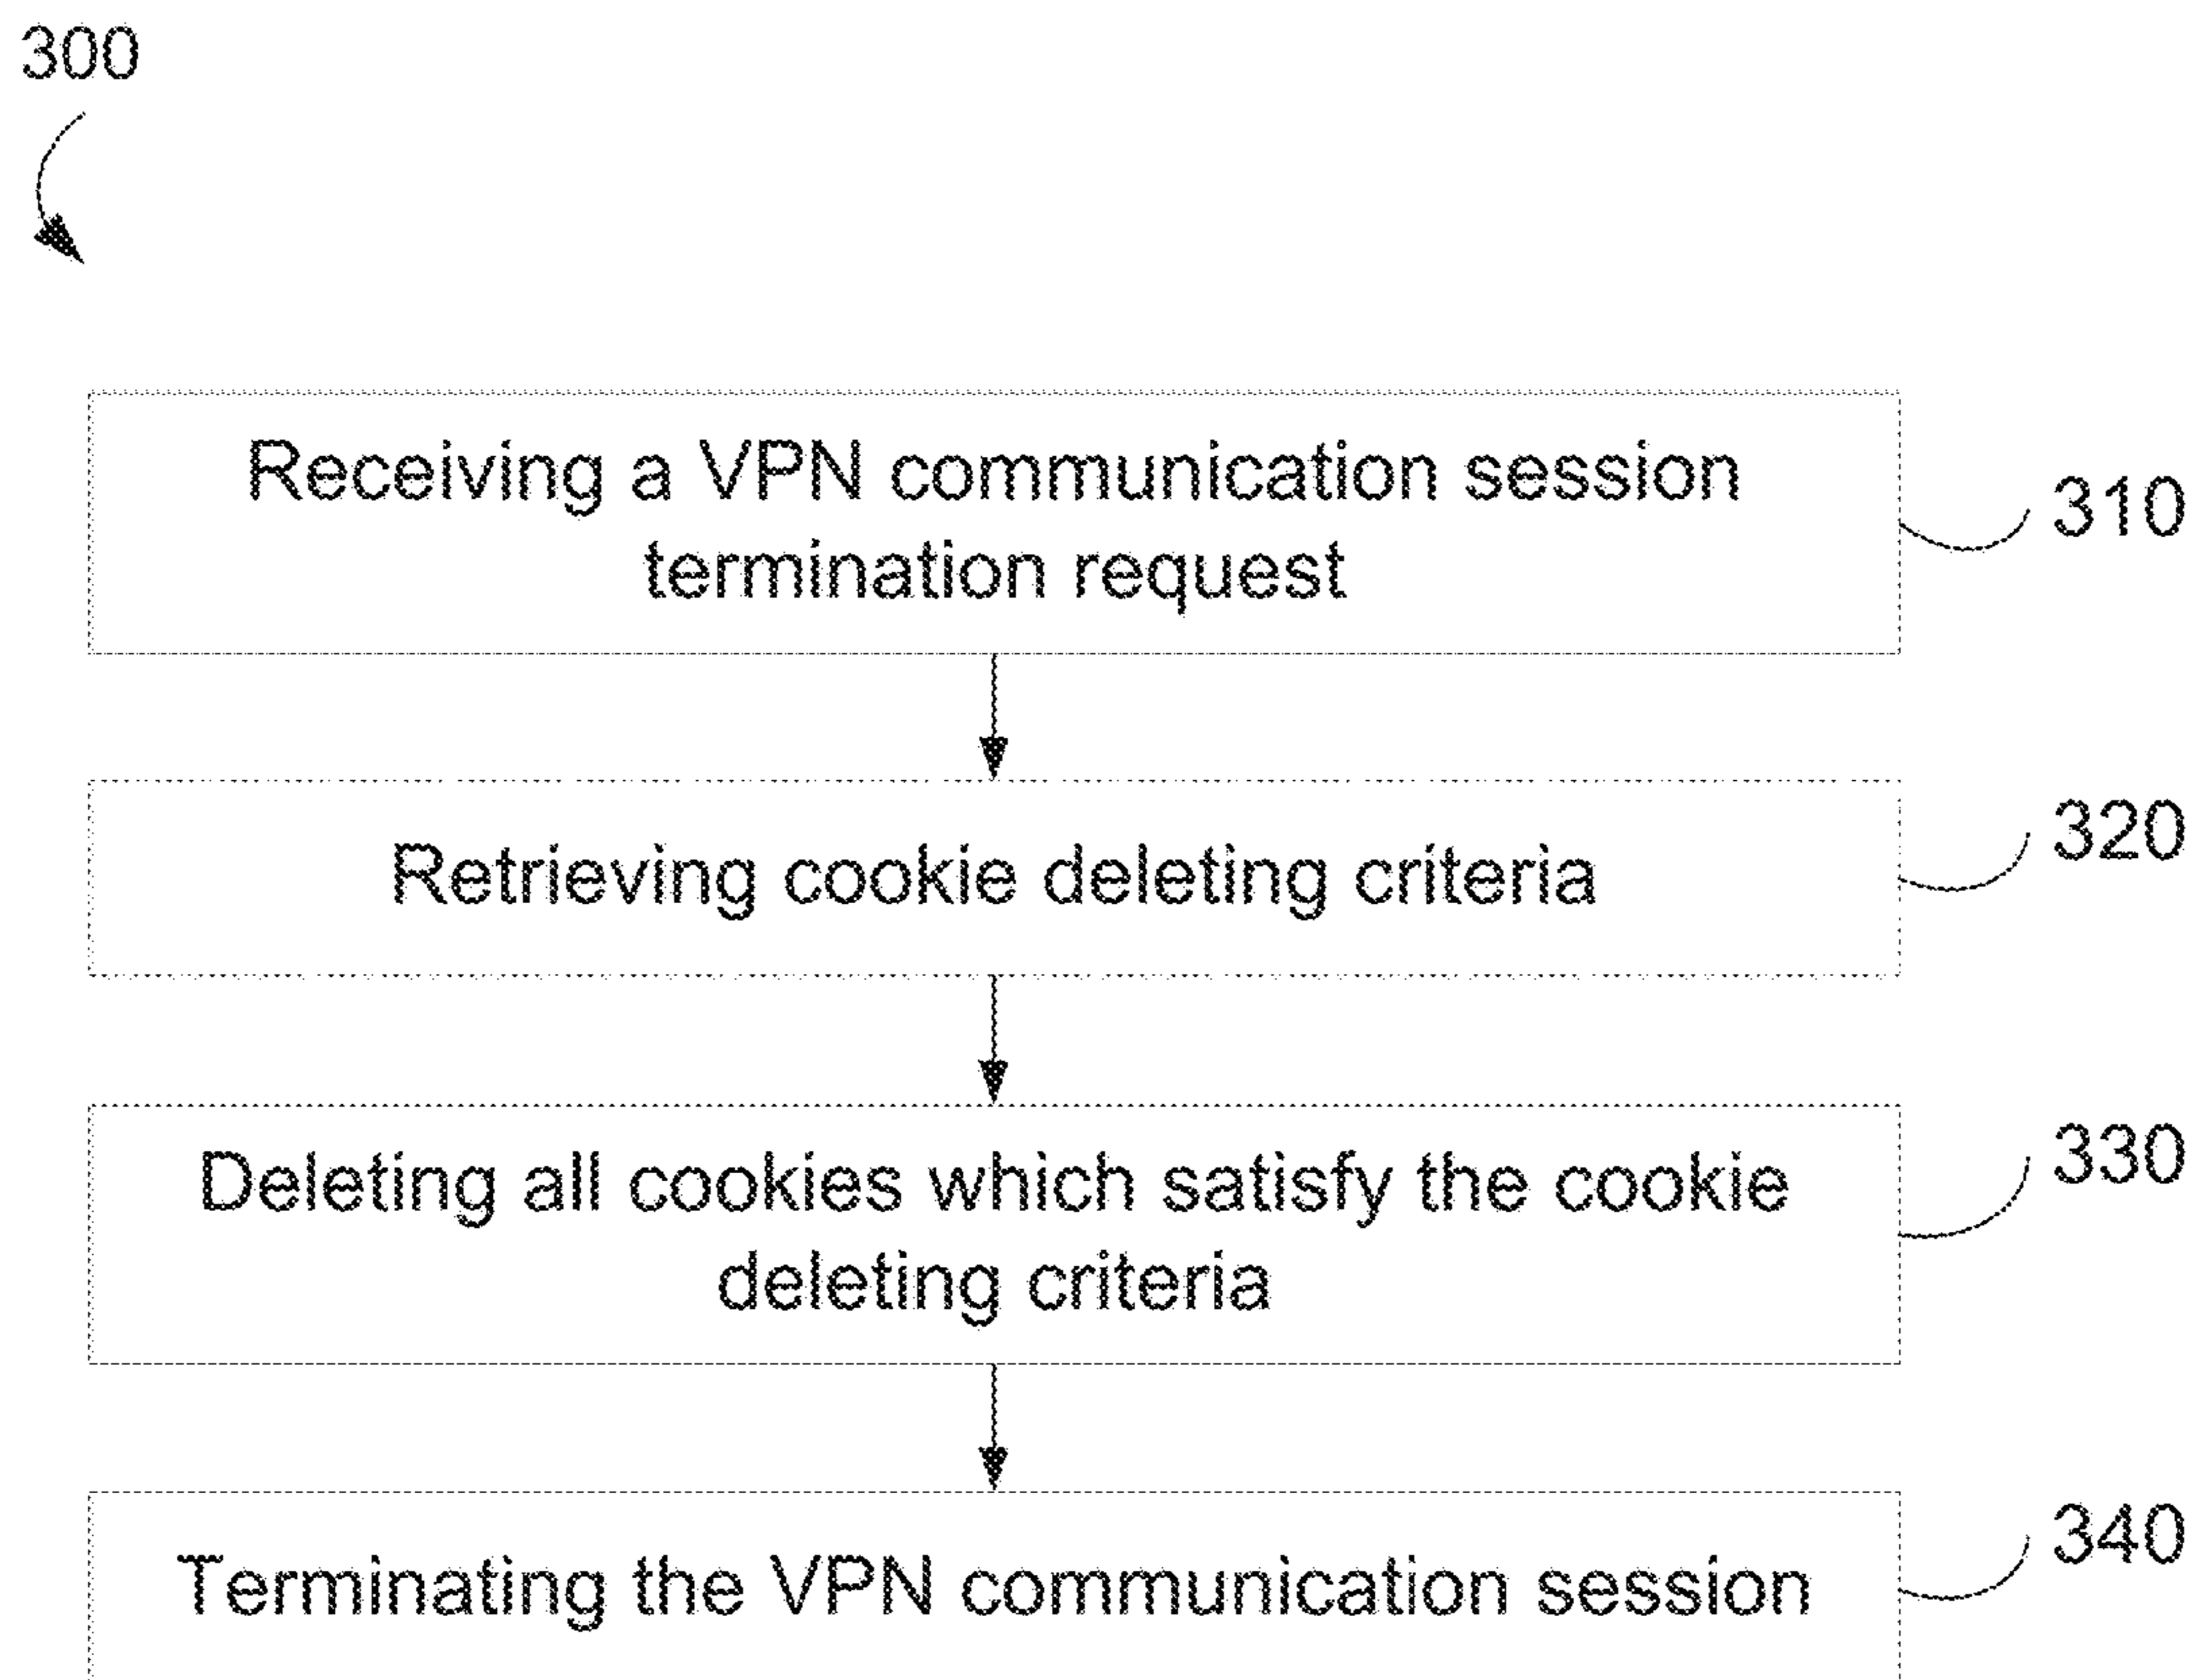 300
Receiving a VPN communication session
termination request
310
Retrieving cookie deleting criteria
320
Deleting all cookies which satisfy the cookie
deleting criteria
330
Terminating the VPN communication session
340